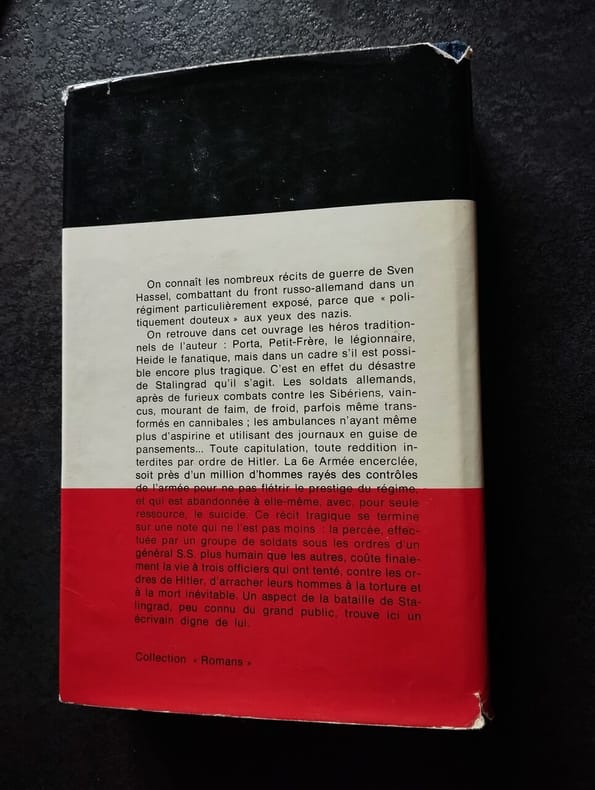 On connaît les nombreux récits de guerre de Sven
Hassel, combattant du front russo-allemand dans un
régiment particulièrement exposé, parce que « poli-
tiquement douteux » aux yeux des nazis.
On retrouve dans cet ouvrage les héros tradition-
nels de l'auteur : Porta, Petit-Frère, le légionnaire,
Heide le fanatique, mais dans un cadre s'il est possi-
ble encore plus tragique. C'est en effet du désastre
de Stalingrad qu'il s'agit. Les soldats allemands,
après de furieux combats contre les Sibériens, vain-
cus, mourant de faim, de froid, parfois même trans-
formés en cannibales ; les ambulances n'ayant même
plus d'aspirine et utilisant des journaux en guise de
pansements... Toute capitulation, toute reddition in-
terdites par ordre de Hitler. La 6e Armée encerclée,
soit près d'un million d'hommes rayés des contrôles
de l'armée pour ne pas flétrir le prestige du régime,
et qui est abandonnée à elle-même, avec, pour seule
ressource, le suicide. Ce récit tragique se termine
sur une note qui ne l'est pas moins : la percée, effec-
tuée par un groupe de soldats sous les ordres d'un
général S.S. plus humain que les autres, coûte finale-
ment la vie à trois officiers qui ont tenté, contre les or-
dres de Hitler, d'arracher leurs hommes à la torture et
à la mort inévitable. Un aspect de la bataille de Sta-
lingrad, peu connu du grand public, trouve ici un
écrivain digne de lui.
Collection « Romans »